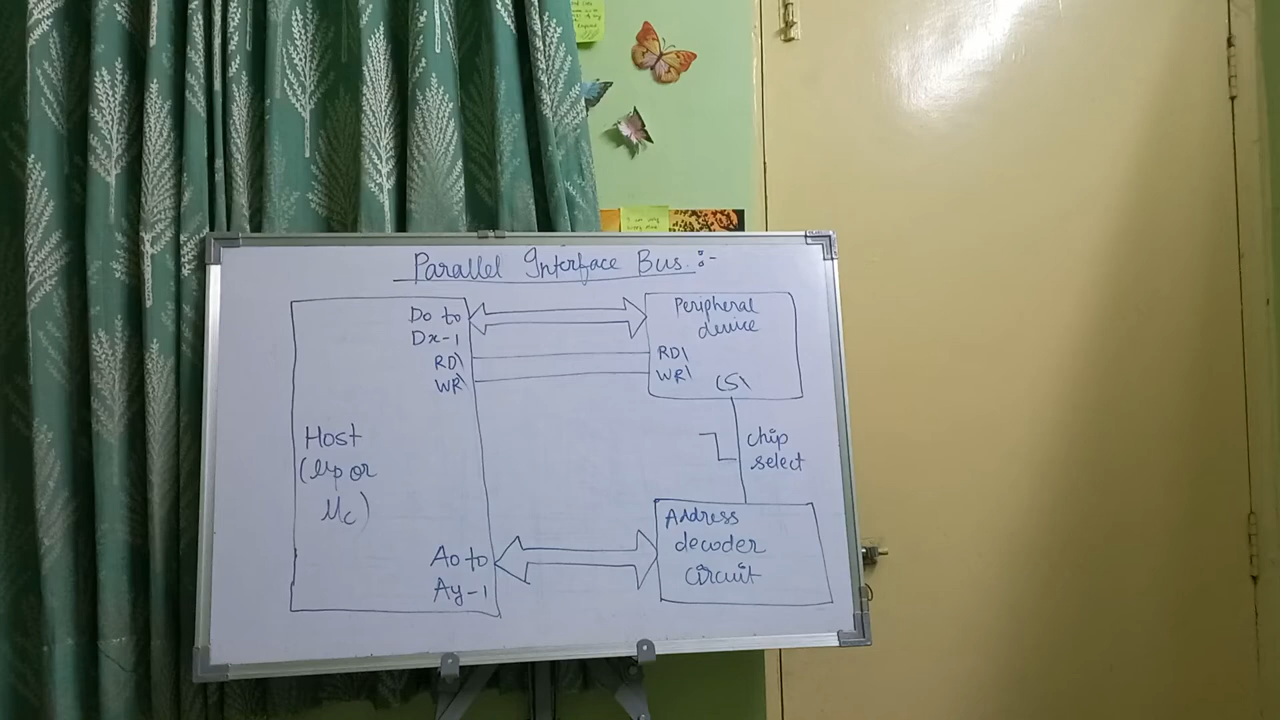 Parallel Interface Bus :-
Do to
Dx-1
RD\
WR\
Host
(μp or
μc)
Ao to
Ay-1
Peripheral
device
RD\
WR\
CS\
chip
select
Address
decoder
circuit